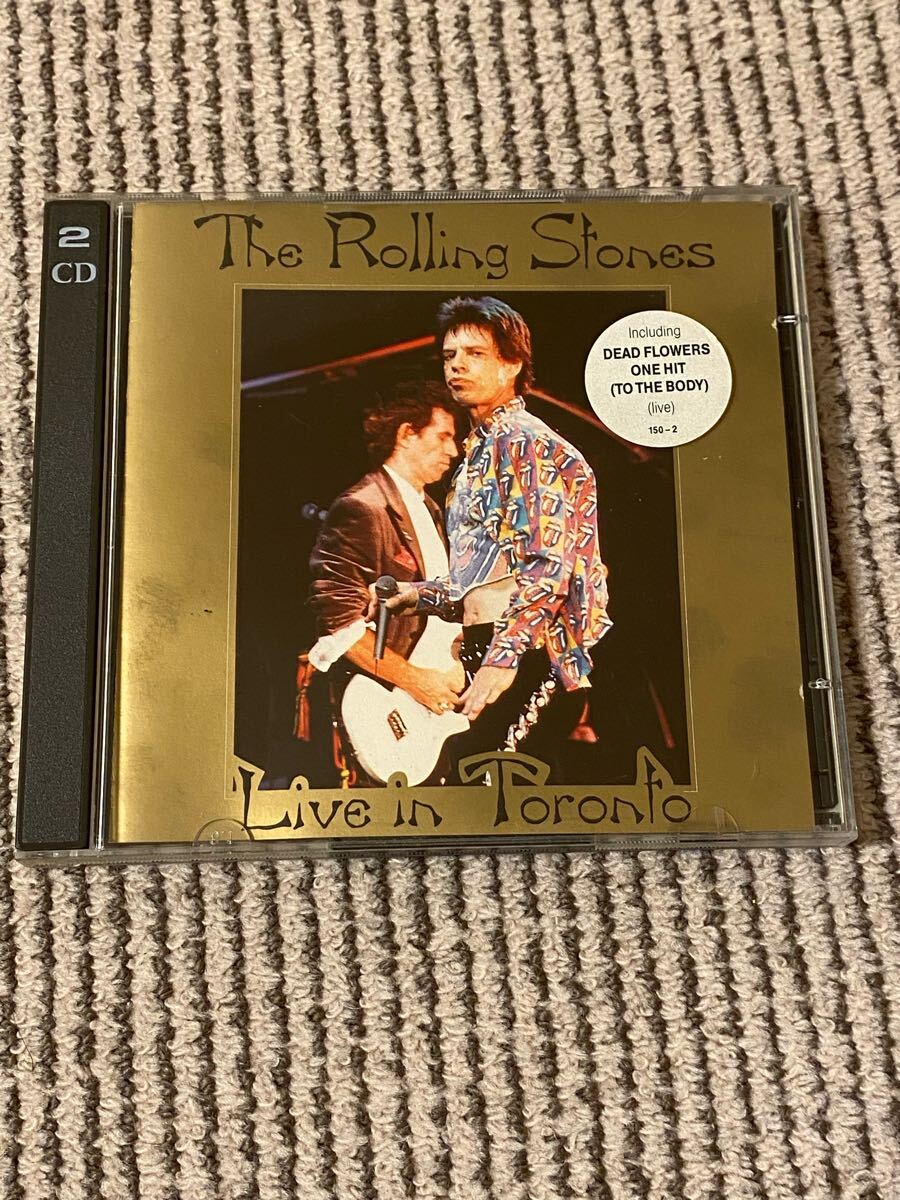 2
CD
The Rolling Stones
Including
DEAD FLOWERS
ONE HIT
(TO THE BODY)
(live)
150-2
Live in Toronto